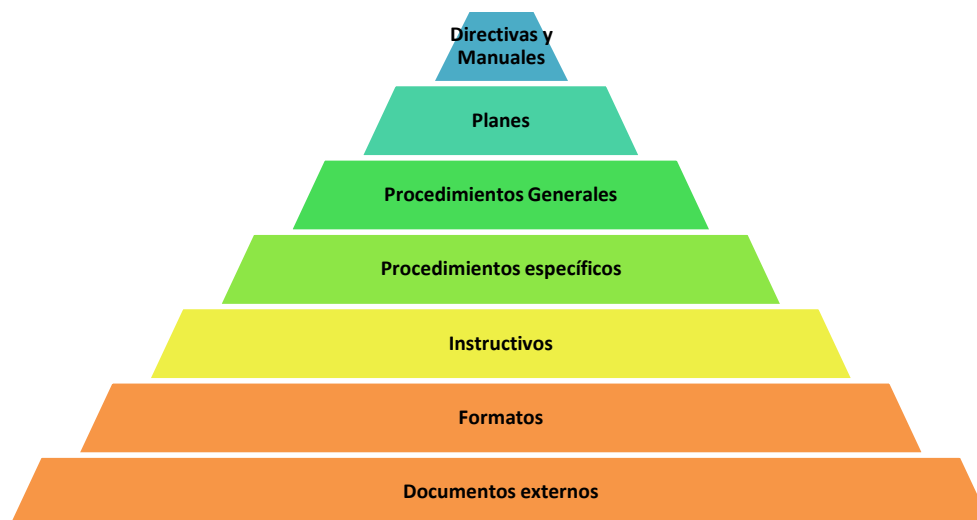 Directivas y
Manuales
Planes
Procedimientos Generales
Procedimientos específicos
Instructivos
Formatos
Documentos externos